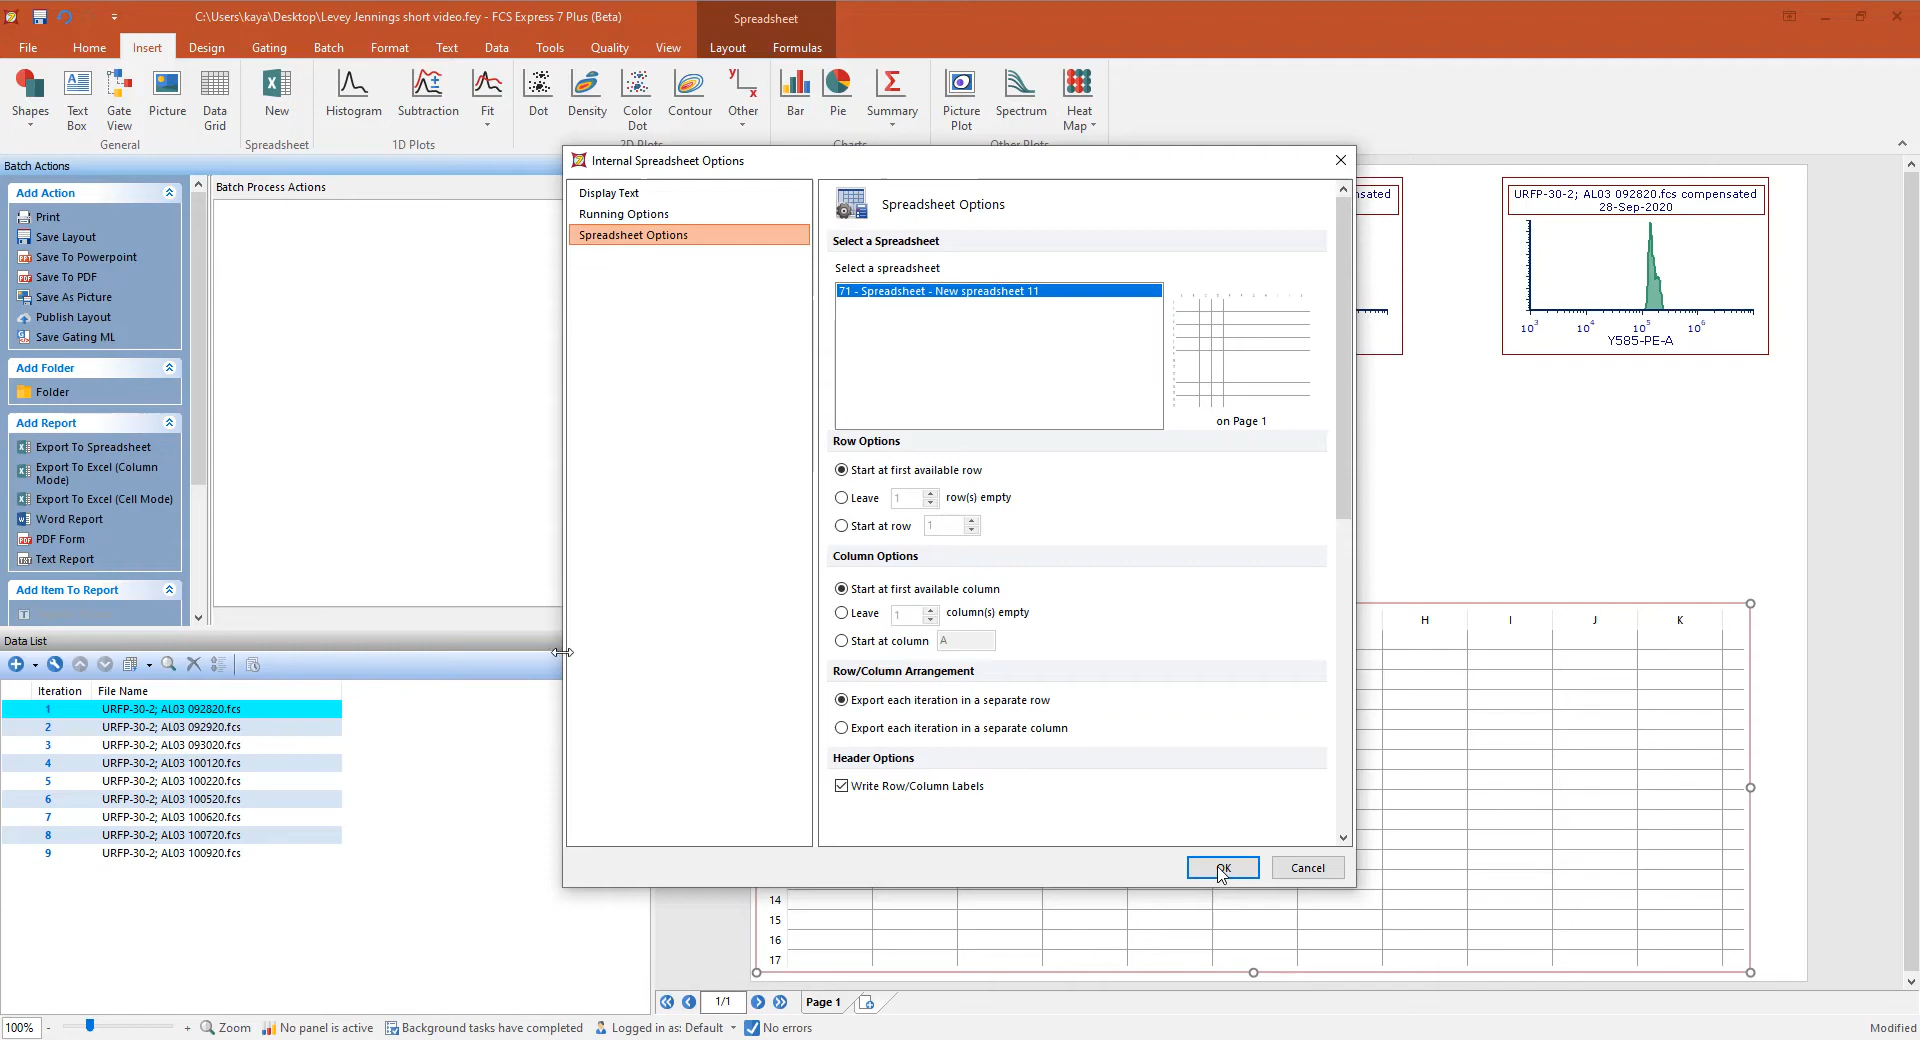 C:\Users\kaya\Desktop\Levey Jennings short video.fey - FCS Express 7 Plus (Beta)
Spreadsheet
File
Home
Insert
Design
Gating
Batch
Format
Text
Data
Tools
Quality
View
Layout
Formulas
Shapes
Text Box
Gate View
Picture
Data Grid
New
Histogram
Subtraction
Fit
Dot
Density
Color Dot
Contour
Other
Bar
Pie
Summary
Picture Plot
Spectrum
Heat Map
General
Spreadsheet
1D Plots
2D Plots
Charts
Other Plots
Batch Actions
Add Action
Print
Save Layout
Save To Powerpoint
Save To PDF
Save As Picture
Publish Layout
Save Gating ML
Add Folder
Folder
Add Report
Export To Spreadsheet
Export To Excel (Column
Mode)
Export To Excel (Cell Mode)
Word Report
PDF Form
Text Report
Add Item To Report
Batch Process Actions
Data List
Iteration File Name
1 URFP-30-2; AL03 092820.fcs
2 URFP-30-2; AL03 092920.fcs
3 URFP-30-2; AL03 093020.fcs
4 URFP-30-2; AL03 100120.fcs
5 URFP-30-2; AL03 100220.fcs
6 URFP-30-2; AL03 100520.fcs
7 URFP-30-2; AL03 100620.fcs
8 URFP-30-2; AL03 100720.fcs
9 URFP-30-2; AL03 100920.fcs
Internal Spreadsheet Options
Display Text
Running Options
Spreadsheet Options
Spreadsheet Options
Select a Spreadsheet
Select a spreadsheet
71 - Spreadsheet - New spreadsheet 11
on Page 1
Row Options
Start at first available row
Leave 1 row(s) empty
Start at row 1
Column Options
Start at first available column
Leave 1 column(s) empty
Start at column A
Row/Column Arrangement
Export each iteration in a separate row
Export each iteration in a separate column
Header Options
Write Row/Column Labels
OK
Cancel
nsated
URFP-30-2; AL03 092820.fcs compensated
28-Sep-2020
10^3 10^4 10^5 10^6
Y585-PE-A
H I J K
14
15
16
17
1/1
Page 1
100% - + Zoom
No panel is active
Background tasks have completed
Logged in as: Default
No errors
Modified